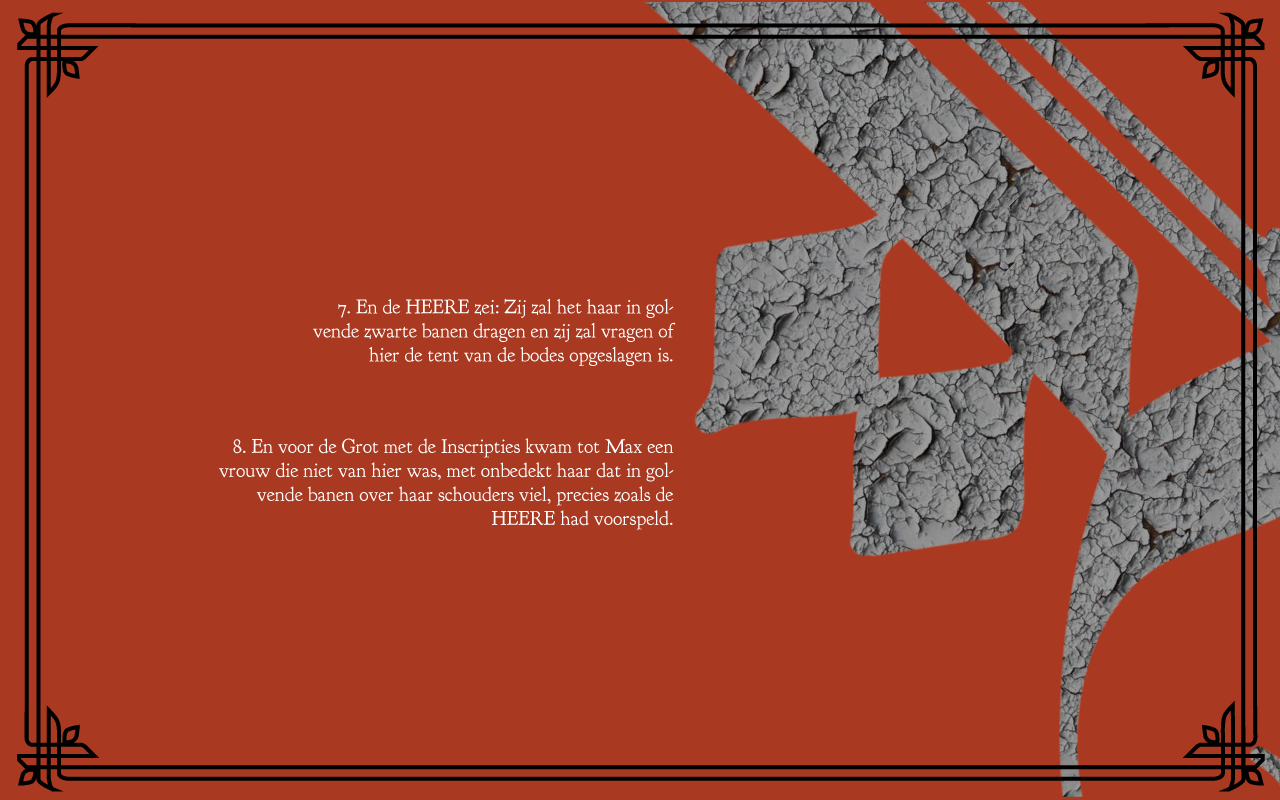 7. En de HEERE zei: Zij zal het haar in gol-
vende zwarte banen dragen en zij zal vragen of
hier de tent van de bodes opgeslagen is.
8. En voor de Grot met de Inscripties kwam tot Max een
vrouw die niet van hier was, met onbedekt haar dat in gol-
vende banen over haar schouders viel, precies zoals de
HEERE had voorspeld.